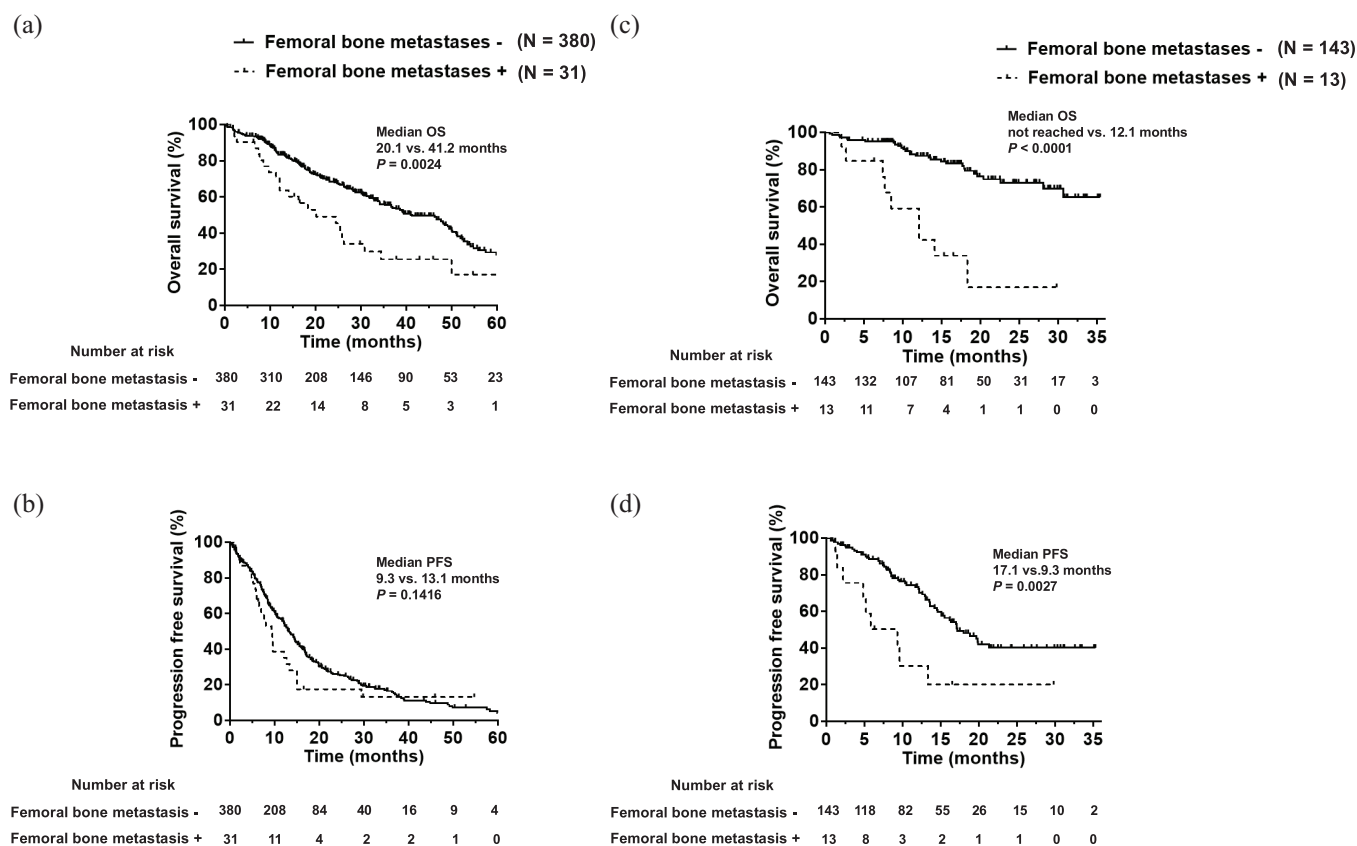 (a)
Femoral bone metastases - (N = 380)
Femoral bone metastases + (N = 31)
Overall survival (%)
100
80
60
40
20
0
Median OS
20.1 vs. 41.2 months
P = 0.0024
0 10 20 30 40 50 60
Time (months)
Number at risk
Femoral bone metastasis - 380 310 208 146 90 53 23
Femoral bone metastasis + 31 22 14 8 5 3 1
(c)
Femoral bone metastases - (N = 143)
Femoral bone metastases + (N = 13)
Overall survival (%)
100
80
60
40
20
0
Median OS
not reached vs. 12.1 months
P < 0.0001
0 5 10 15 20 25 30 35
Time (months)
Number at risk
Femoral bone metastasis - 143 132 107 81 50 31 17 3
Femoral bone metastasis + 13 11 7 4 1 1 0 0
(b)
Progression free survival (%)
100
80
60
40
20
0
Median PFS
9.3 vs. 13.1 months
P = 0.1416
0 10 20 30 40 50 60
Time (months)
Number at risk
Femoral bone metastasis - 380 208 84 40 16 9 4
Femoral bone metastasis + 31 11 4 2 2 1 0
(d)
Progression free survival (%)
100
80
60
40
20
0
Median PFS
17.1 vs.9.3 months
P = 0.0027
0 5 10 15 20 25 30 35
Time (months)
Number at risk
Femoral bone metastasis - 143 118 82 55 26 15 10 2
Femoral bone metastasis + 13 8 3 2 1 1 0 0